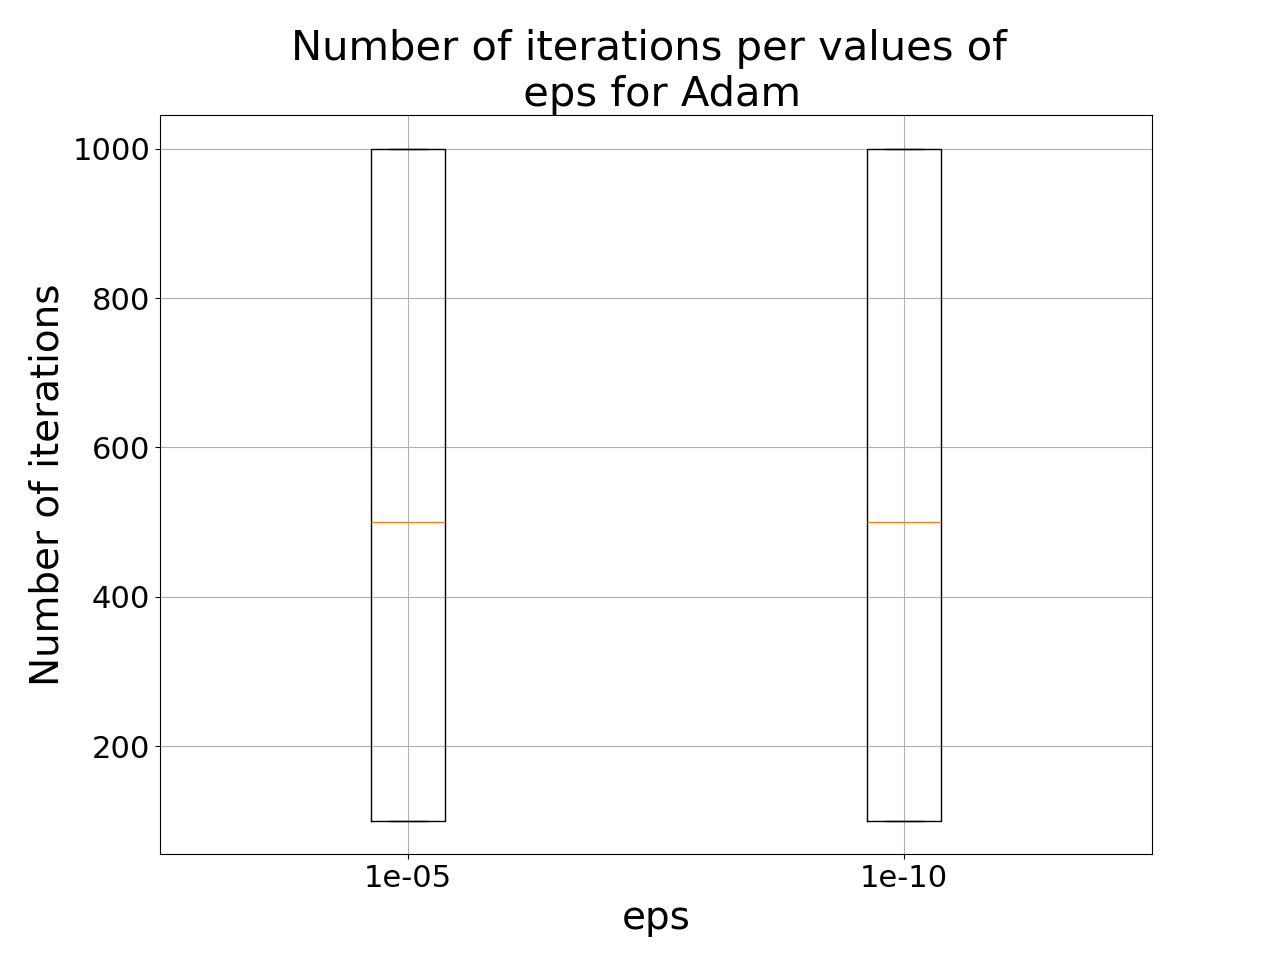 Number of iterations per values of
eps for Adam
Number of iterations
1000
800
600
400
200
1e-05
1e-10
eps